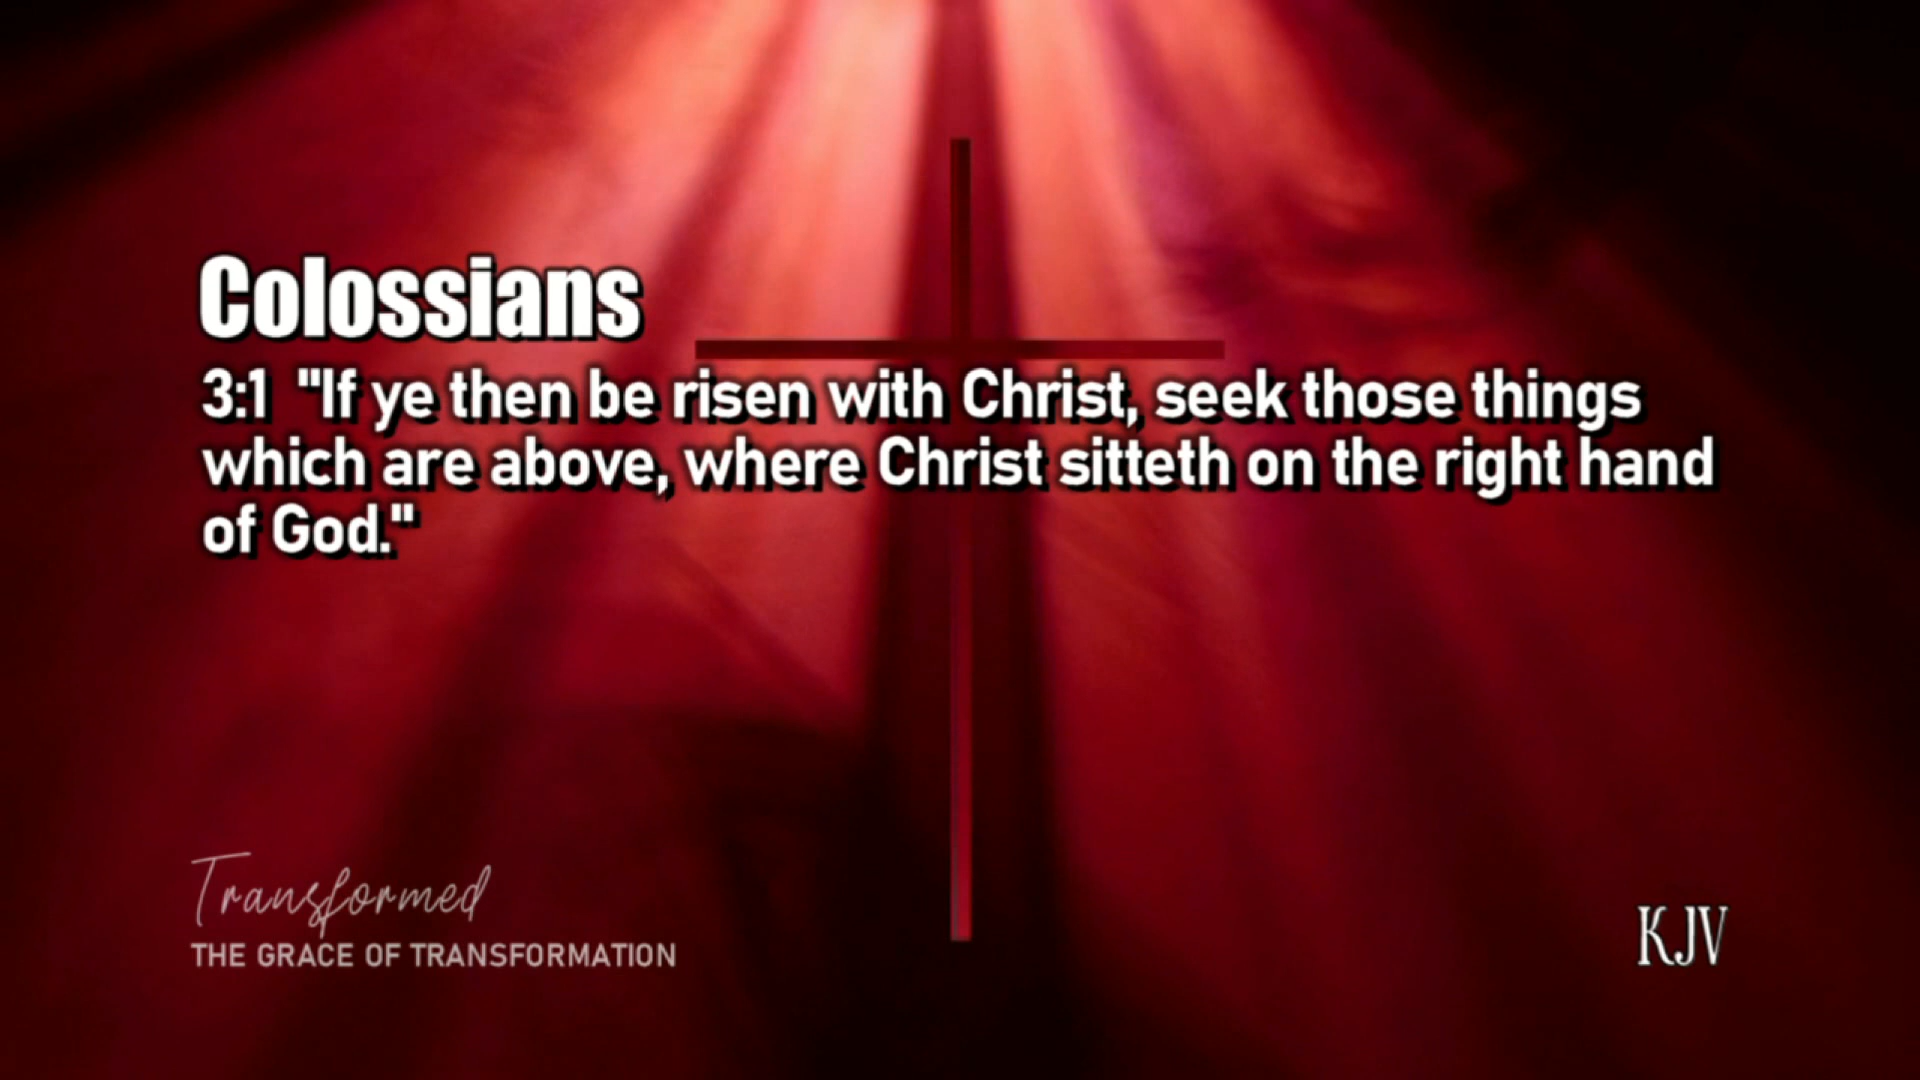 Colossians
3:1 "If ye then be risen with Christ, seek those things
which are above, where Christ sitteth on the right hand
of God."
Transformed
THE GRACE OF TRANSFORMATION
KJV